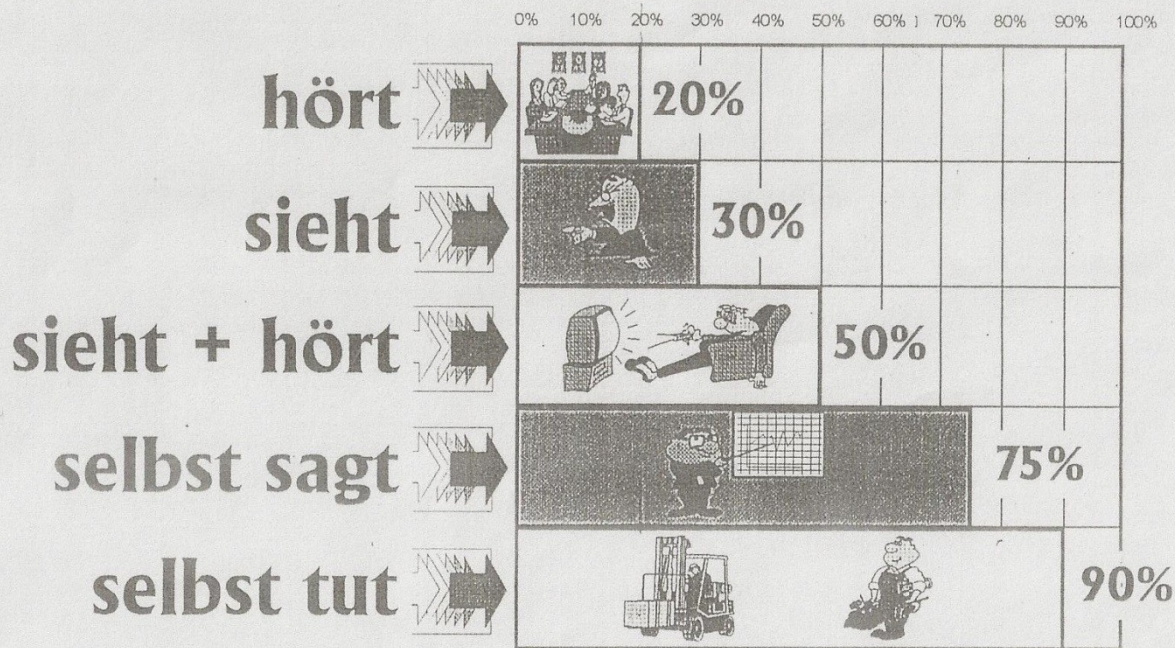 0% 10% 20% 30% 40% 50% 60% 70% 80% 90% 100%
hört 20%
sieht 30%
sieht + hört 50%
selbst sagt 75%
selbst tut 90%